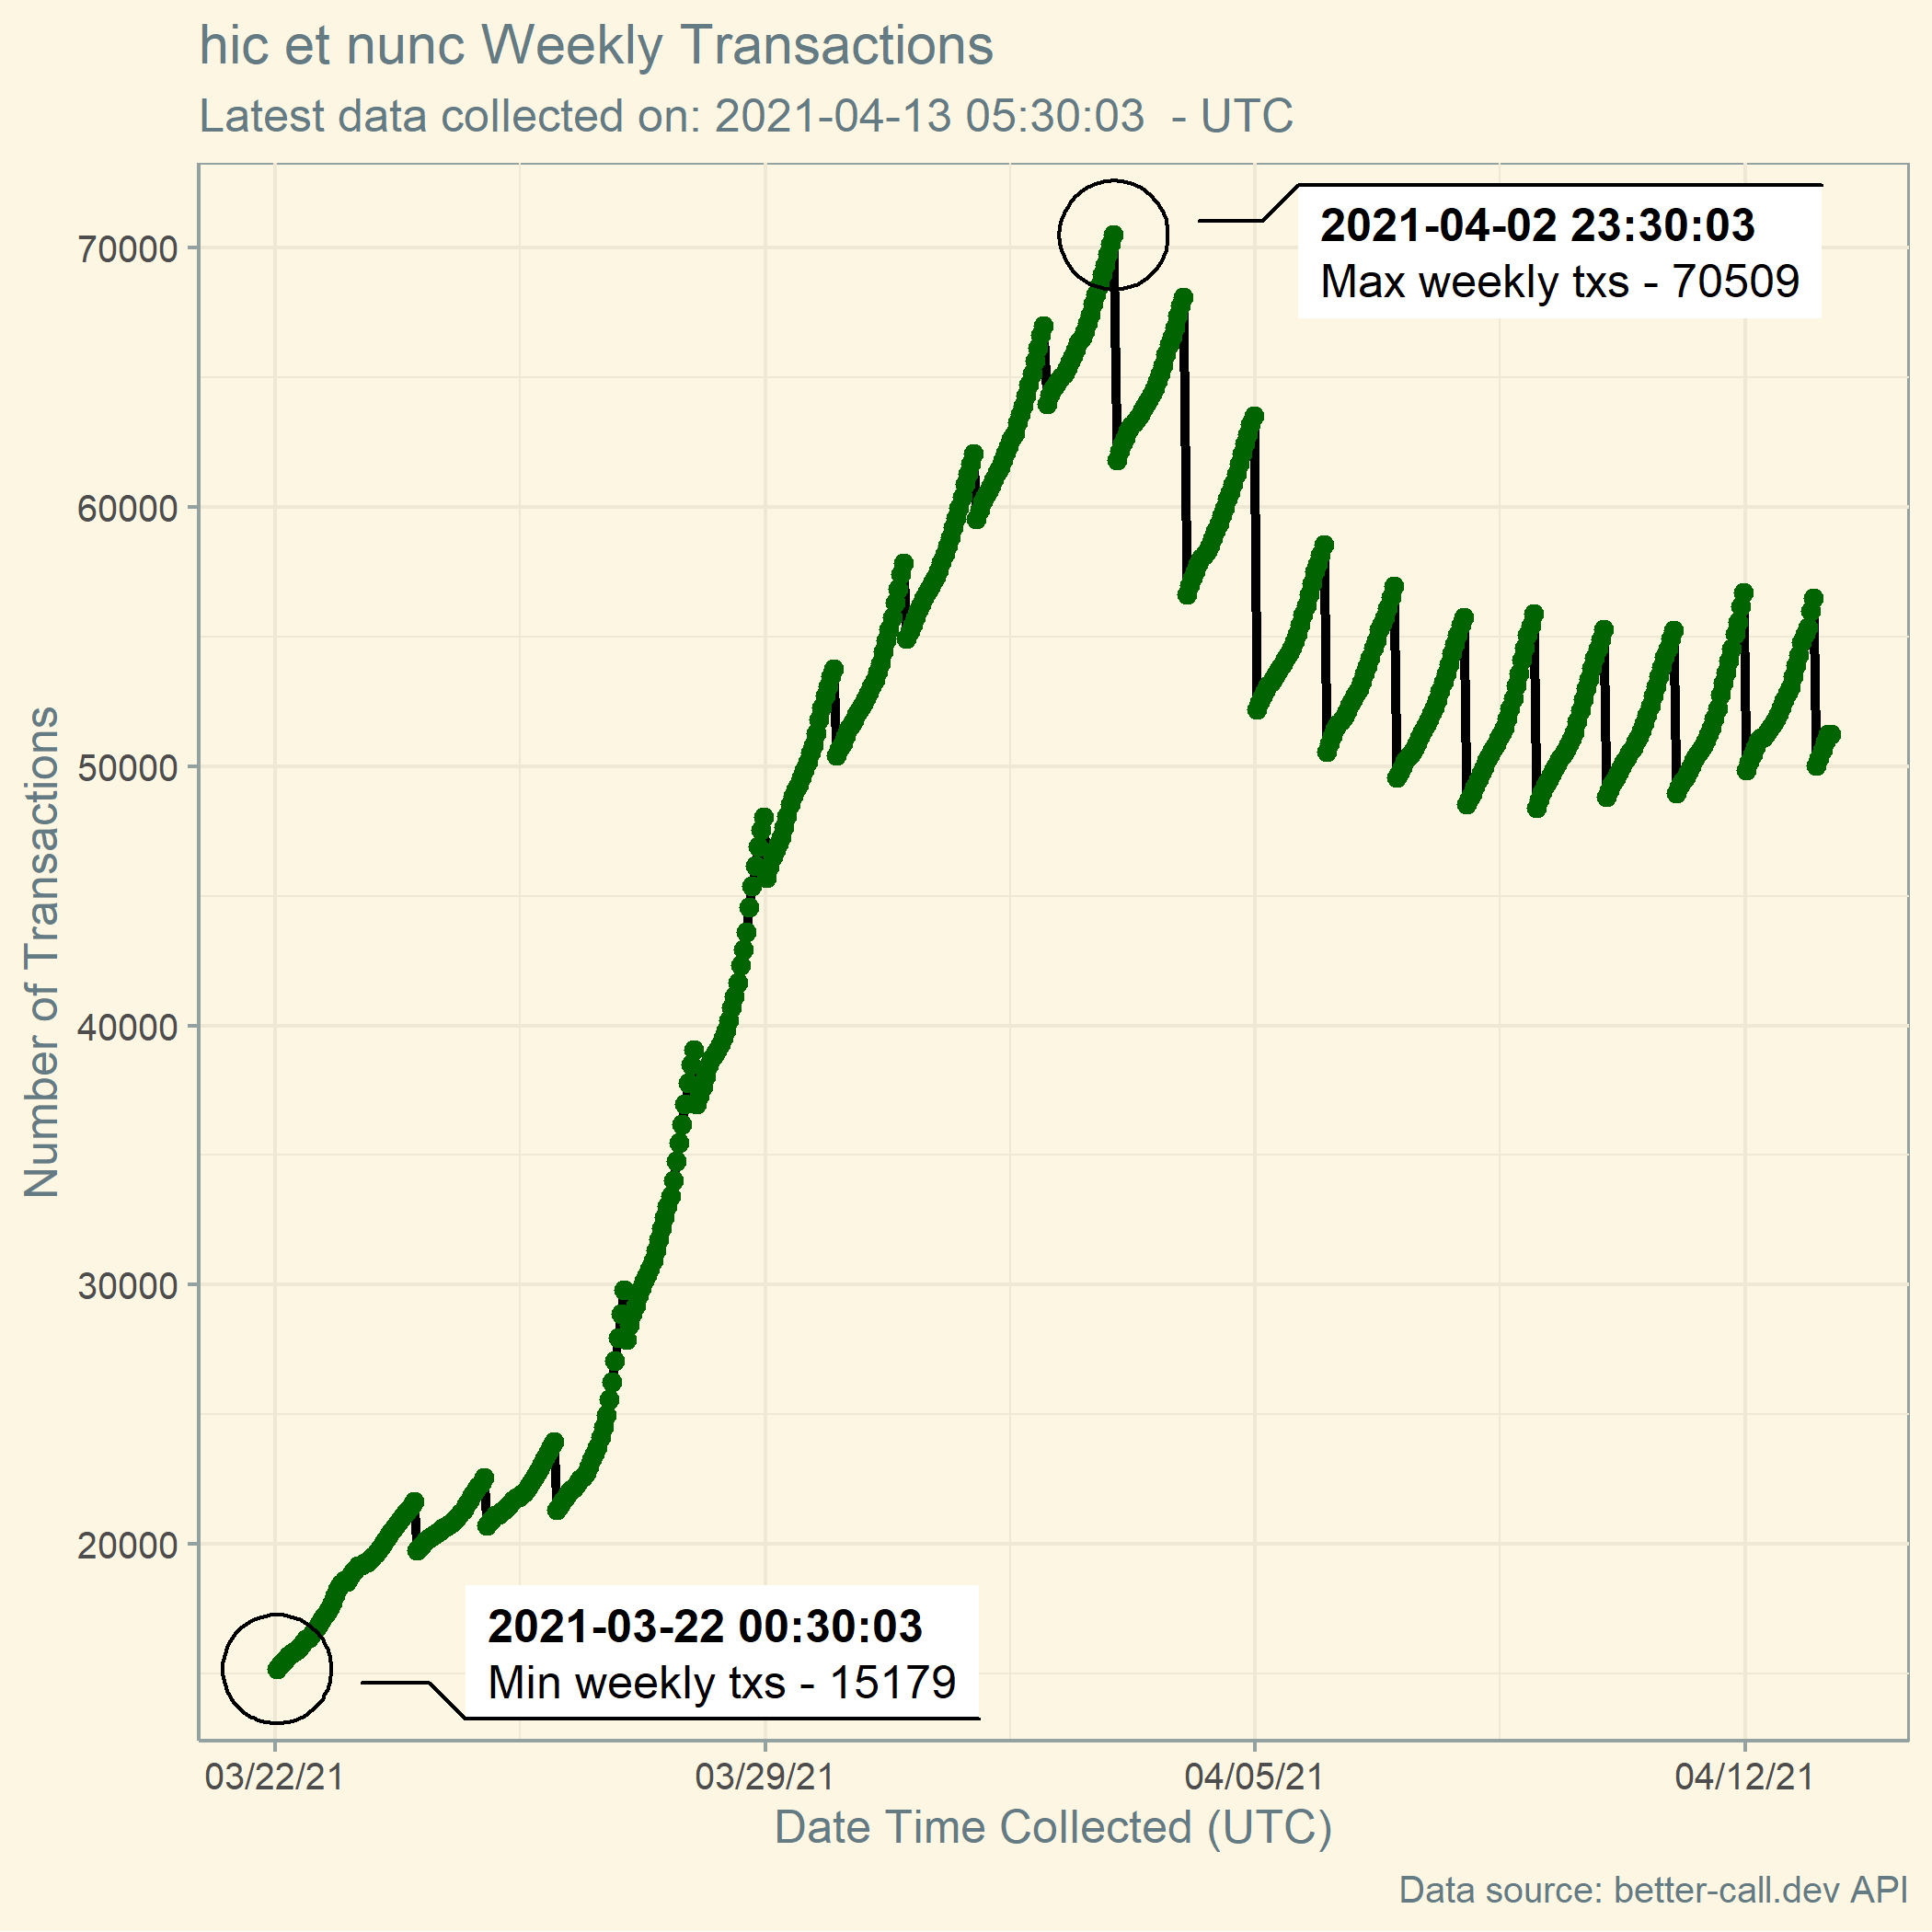 hic et nunc Weekly Transactions
Latest data collected on: 2021-04-13 05:30:03  - UTC
2021-04-02 23:30:03
Max weekly txs - 70509
70000
60000
50000
40000
30000
20000
Number of Transactions
2021-03-22 00:30:03
Min weekly txs - 15179
03/22/21 03/29/21 04/05/21 04/12/21
Date Time Collected (UTC)
Data source: better-call.dev API